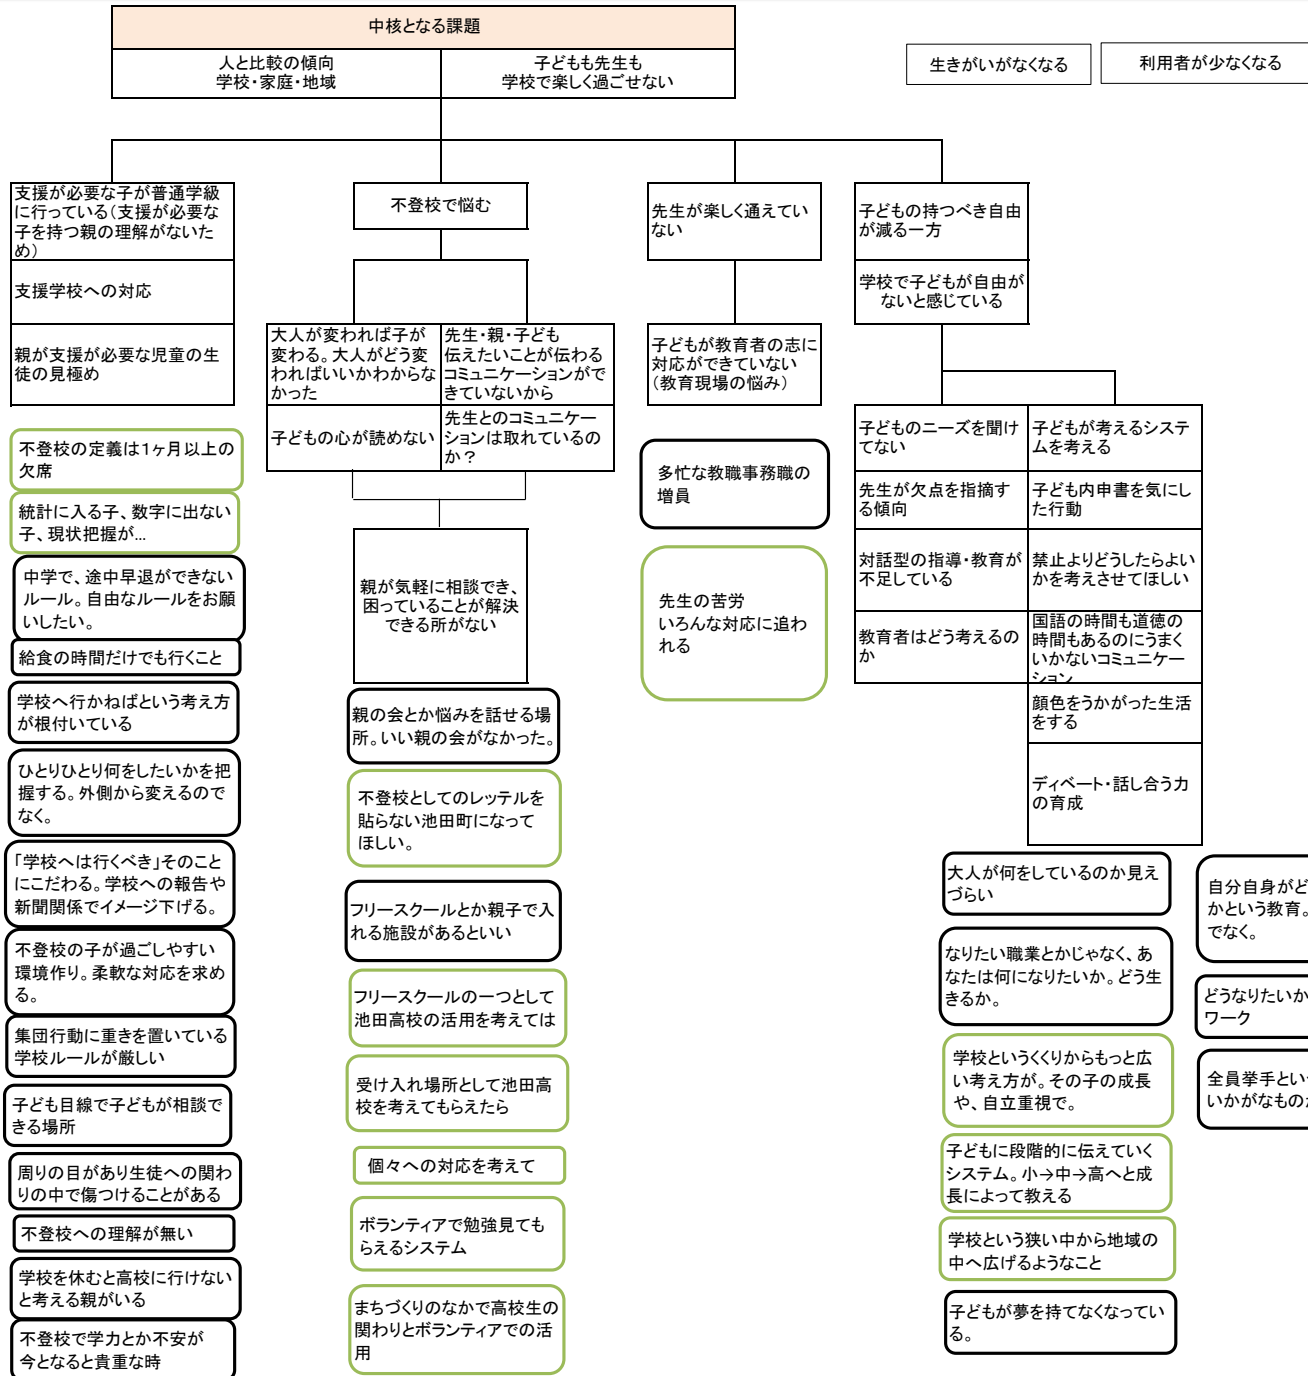 中核となる課題
人と比較の傾向
学校・家庭・地域
子どもも先生も
学校で楽しく過ごせない
生きがいがなくなる
利用者が少なくなる
支援が必要な子が普通学級
に行っている(支援が必要な
子を持つ親の理解がないた
め)
支援学校への対応
親が支援が必要な児童の生
徒の見極め
不登校の定義は1ヶ月以上の
欠席
統計に入る子、数字に出ない
子、現状把握が…
中学で、途中早退ができない
ルール。自由なルールをお願
いしたい。
給食の時間だけでも行くこと
学校へ行かねばという考え方
が根付いている
ひとりひとり何をしたいかを把
握する。外側から変えるので
なく。
「学校へは行くべき」そのこと
にこだわる。学校への報告や
新聞関係でイメージ下げる。
不登校の子が過ごしやすい
環境作り。柔軟な対応を求め
る。
集団行動に重きを置いている
学校ルールが厳しい
子ども目線で子どもが相談で
きる場所
周りの目があり生徒への関わ
りの中で傷つけることがある
不登校への理解が無い
学校を休むと高校に行けない
と考える親がいる
不登校で学力とか不安が
今となると貴重な時
不登校で悩む
大人が変われば子が
変わる。大人がどう変
わればいいかわからな
かった
先生・親・子ども
伝えたいことが伝わる
コミュニケーションがで
きていないから
子どもの心が読めない
先生とのコミュニケー
ションは取れているの
か?
親が気軽に相談でき、
困っていることが解決
できる所がない
親の会とか悩みを話せる場
所。いい親の会がなかった。
不登校としてのレッテルを
貼らない池田町になって
ほしい。
フリースクールとか親子で入
れる施設があるといい
フリースクールの一つとして
池田高校の活用を考えては
受け入れ場所として池田高
校を考えてもらえたら
個々への対応を考えて
ボランティアで勉強見ても
らえるシステム
まちづくりのなかで高校生の
関わりとボランティアでの活
用
先生が楽しく通えてい
ない
子どもが教育者の志に
対応ができていない
(教育現場の悩み)
多忙な教職事務職の
増員
先生の苦労
いろんな対応に追わ
れる
子どもの持つべき自由
が減る一方
学校で子どもが自由が
ないと感じている
子どものニーズを聞け
てない
子どもが考えるシステ
ムを考える
先生が欠点を指摘す
る傾向
子ども内申書を気にし
た行動
対話型の指導・教育が
不足している
禁止よりどうしたらよい
かを考えさせてほしい
教育者はどう考えるの
か
国語の時間も道徳の
時間もあるのにうまく
いかないコミュニケー
ション
顔色をうかがった生活
をする
ディベート・話し合う力
の育成
大人が何をしているのか見え
づらい
なりたい職業とかじゃなく、あ
なたは何になりたいか。どう生
きるか。
学校というくくりからもっと広
い考え方が。その子の成長
や、自立重視で。
子どもに段階的に伝えていく
システム。小→中→高へと成
長によって教える
学校という狭い中から地域の
中へ広げるようなこと
子どもが夢を持てなくなってい
る。
自分自身がど
かという教育。
でなく。
どうなりたいか
ワーク
全員挙手とい
いかがなもの